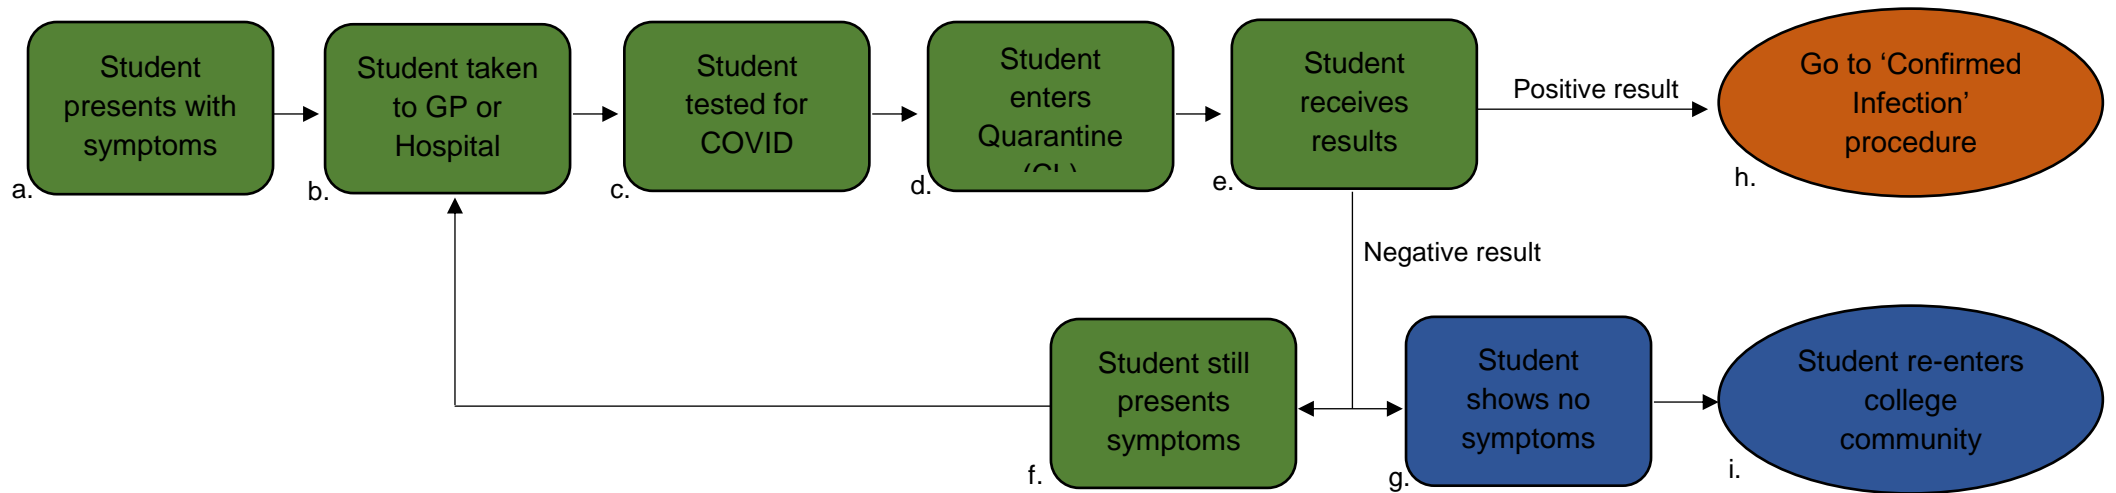 Student
presents with
symptoms
a.
Student taken
to GP or
Hospital
b.
Student
tested for
COVID
c.
Student
enters
Quarantine
d.
Student
receives
results
e.
Positive result
Go to ‘Confirmed
Infection’
procedure
h.
Negative result
Student still
presents
symptoms
f.
Student
shows no
symptoms
g.
Student re-enters
college
community
i.